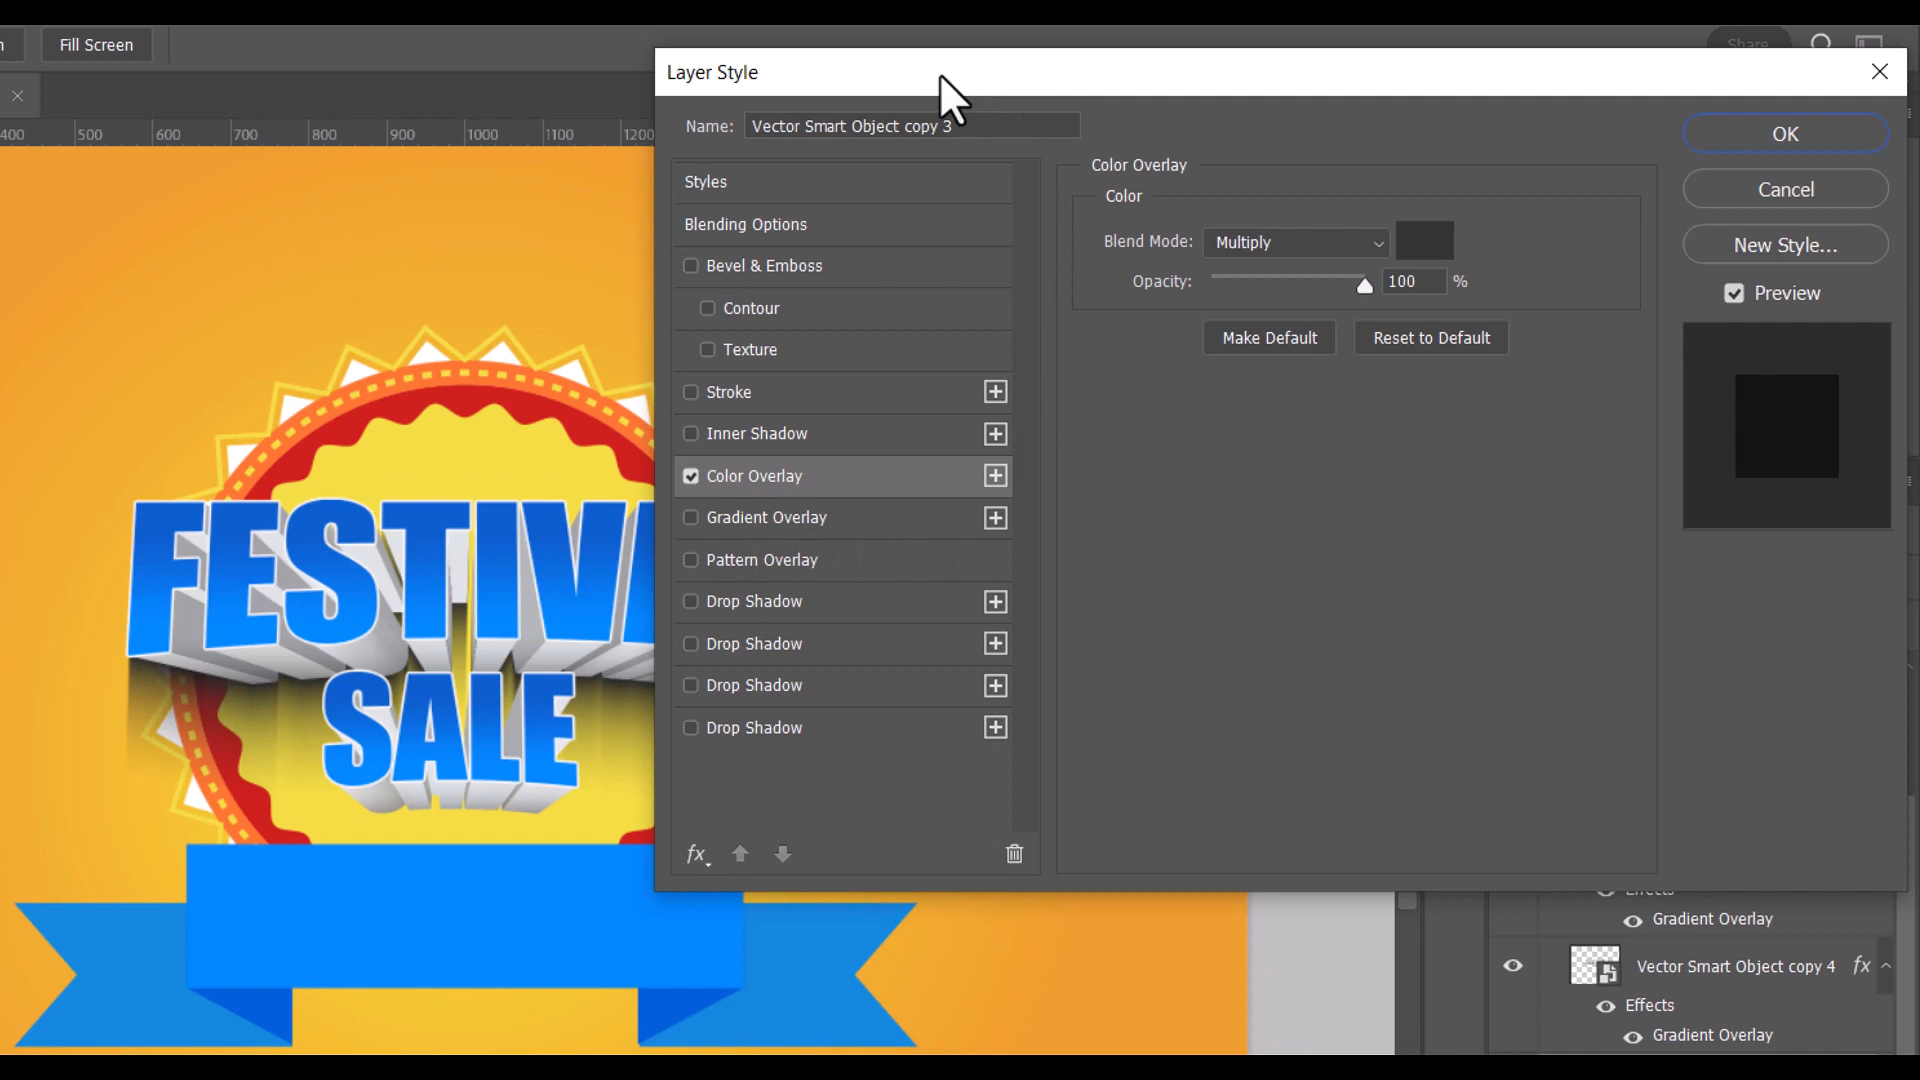 Fill Screen
Share
Layer Style
Name: Vector Smart Object copy 3
400 500 600 700 800 900 1000 1100 1200
Styles
Blending Options
Bevel & Emboss
Contour
Texture
Stroke
Inner Shadow
Color Overlay
Gradient Overlay
Pattern Overlay
Drop Shadow
Drop Shadow
Drop Shadow
Drop Shadow
fx
Color Overlay
Color
Blend Mode: Multiply
Opacity: 100 %
Make Default
Reset to Default
OK
Cancel
New Style...
Preview
FESTIV
SALE
Effects
Gradient Overlay
Vector Smart Object copy 4 fx
Effects
Gradient Overlay